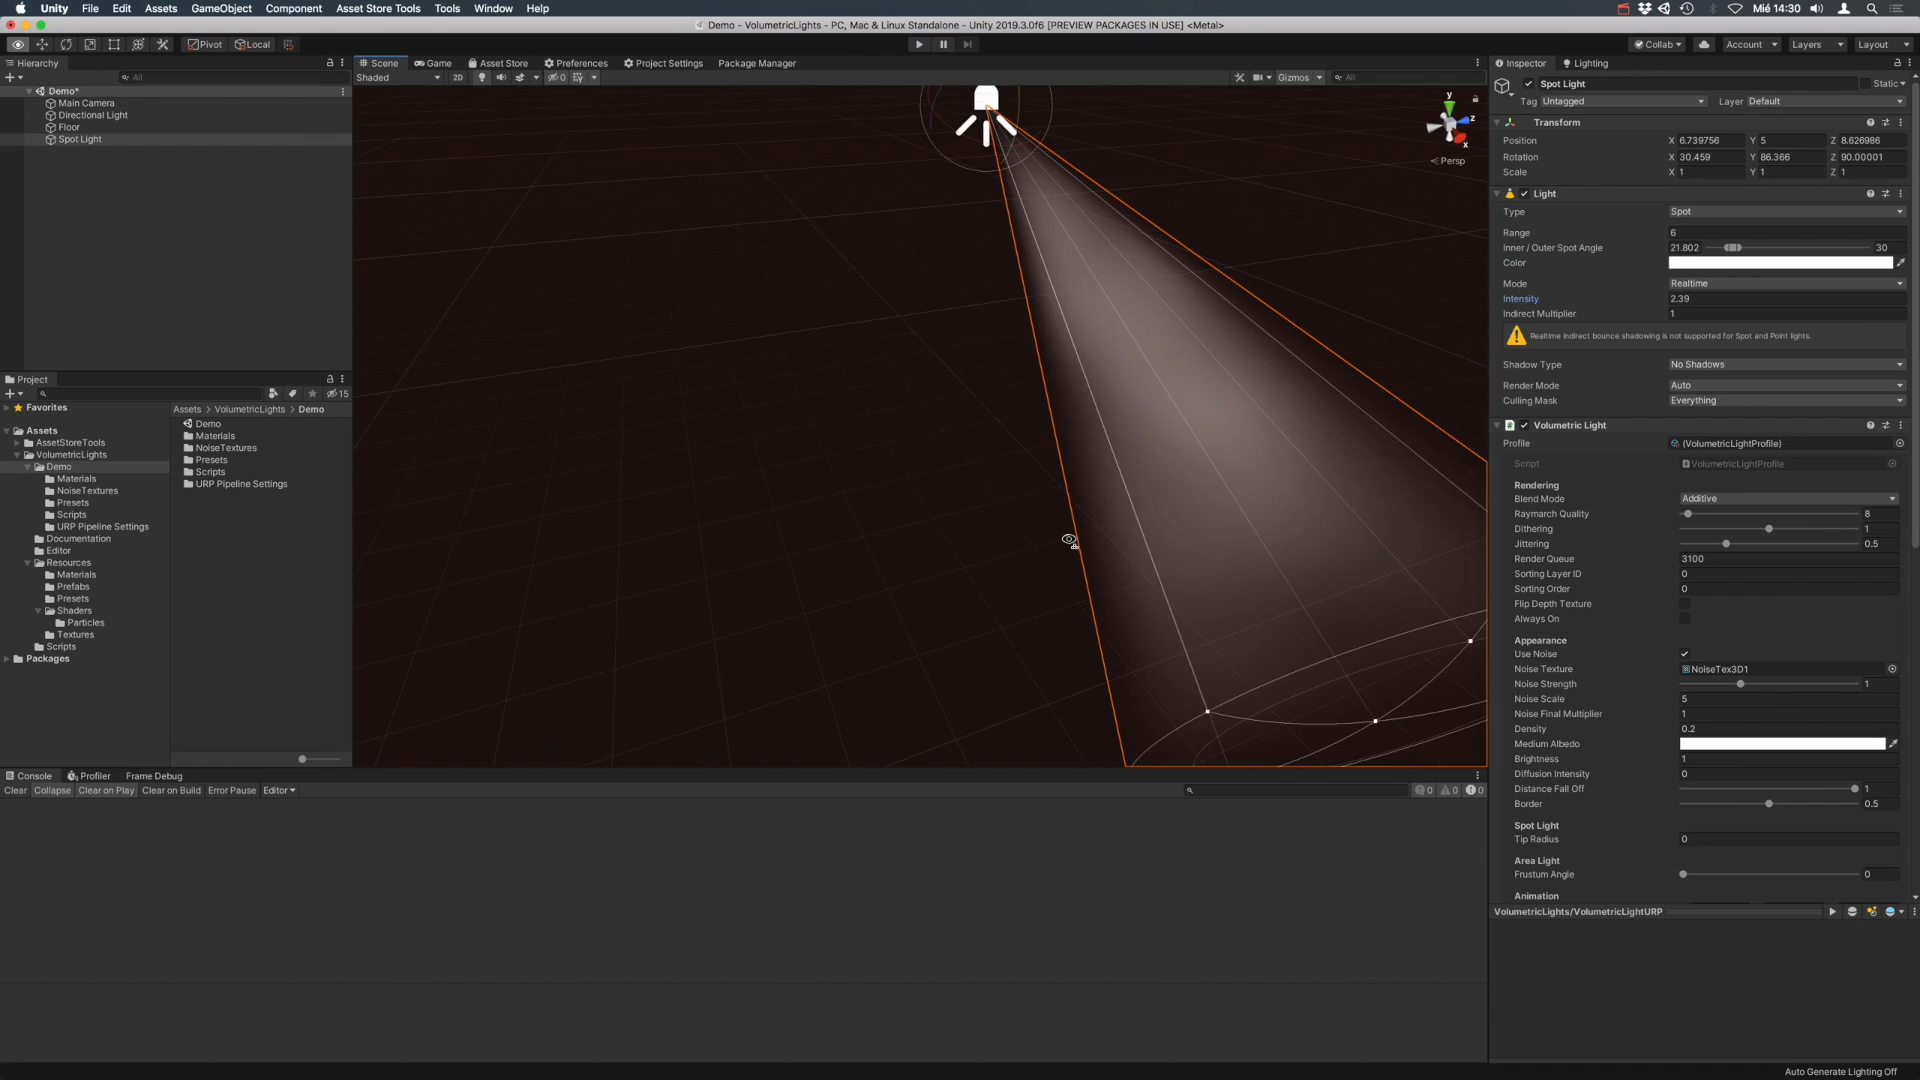 Unity File Edit Assets GameObject Component Asset Store Tools Tools Window Help Mié 14:30
Demo - VolumetricLights - PC, Mac & Linux Standalone - Unity 2019.3.0f6 [PREVIEW PACKAGES IN USE] <Metal>
Pivot Local Collab Account Layers Layout
Hierarchy
All
Demo*
Main Camera
Directional Light
Floor
Spot Light
Scene Game Asset Store Preferences Project Settings Package Manager
Shaded 2D 0 Gizmos All
y
z
x
Persp
Project
15
Favorites
Assets
AssetStoreTools
VolumetricLights
Demo
Materials
NoiseTextures
Presets
Scripts
URP Pipeline Settings
Documentation
Editor
Resources
Materials
Prefabs
Presets
Shaders
Particles
Textures
Scripts
Packages
Assets > VolumetricLights > Demo
Demo
Materials
NoiseTextures
Presets
Scripts
URP Pipeline Settings
Console Profiler Frame Debug
Clear Collapse Clear on Play Clear on Build Error Pause Editor 0 0 0
Inspector Lighting
Spot Light Static
Tag Untagged Layer Default
Transform
Position X 6.739756 Y 5 Z 8.626986
Rotation X 30.459 Y 86.366 Z 90.00001
Scale X 1 Y 1 Z 1
Light
Type Spot
Range 6
Inner / Outer Spot Angle 21.802 30
Color
Mode Realtime
Intensity 2.39
Indirect Multiplier 1
Realtime indirect bounce shadowing is not supported for Spot and Point lights.
Shadow Type No Shadows
Render Mode Auto
Culling Mask Everything
# Volumetric Light
Profile (VolumetricLightProfile)
Script VolumetricLightProfile
Rendering
Blend Mode Additive
Raymarch Quality 8
Dithering 1
Jittering 0.5
Render Queue 3100
Sorting Layer ID 0
Sorting Order 0
Flip Depth Texture
Always On
Appearance
Use Noise
Noise Texture NoiseTex3D1
Noise Strength 1
Noise Scale 5
Noise Final Multiplier 1
Density 0.2
Medium Albedo
Brightness 1
Diffusion Intensity 0
Distance Fall Off 1
Border 0.5
Spot Light
Tip Radius 0
Area Light
Frustum Angle 0
Animation
VolumetricLights/VolumetricLightURP
Auto Generate Lighting Off